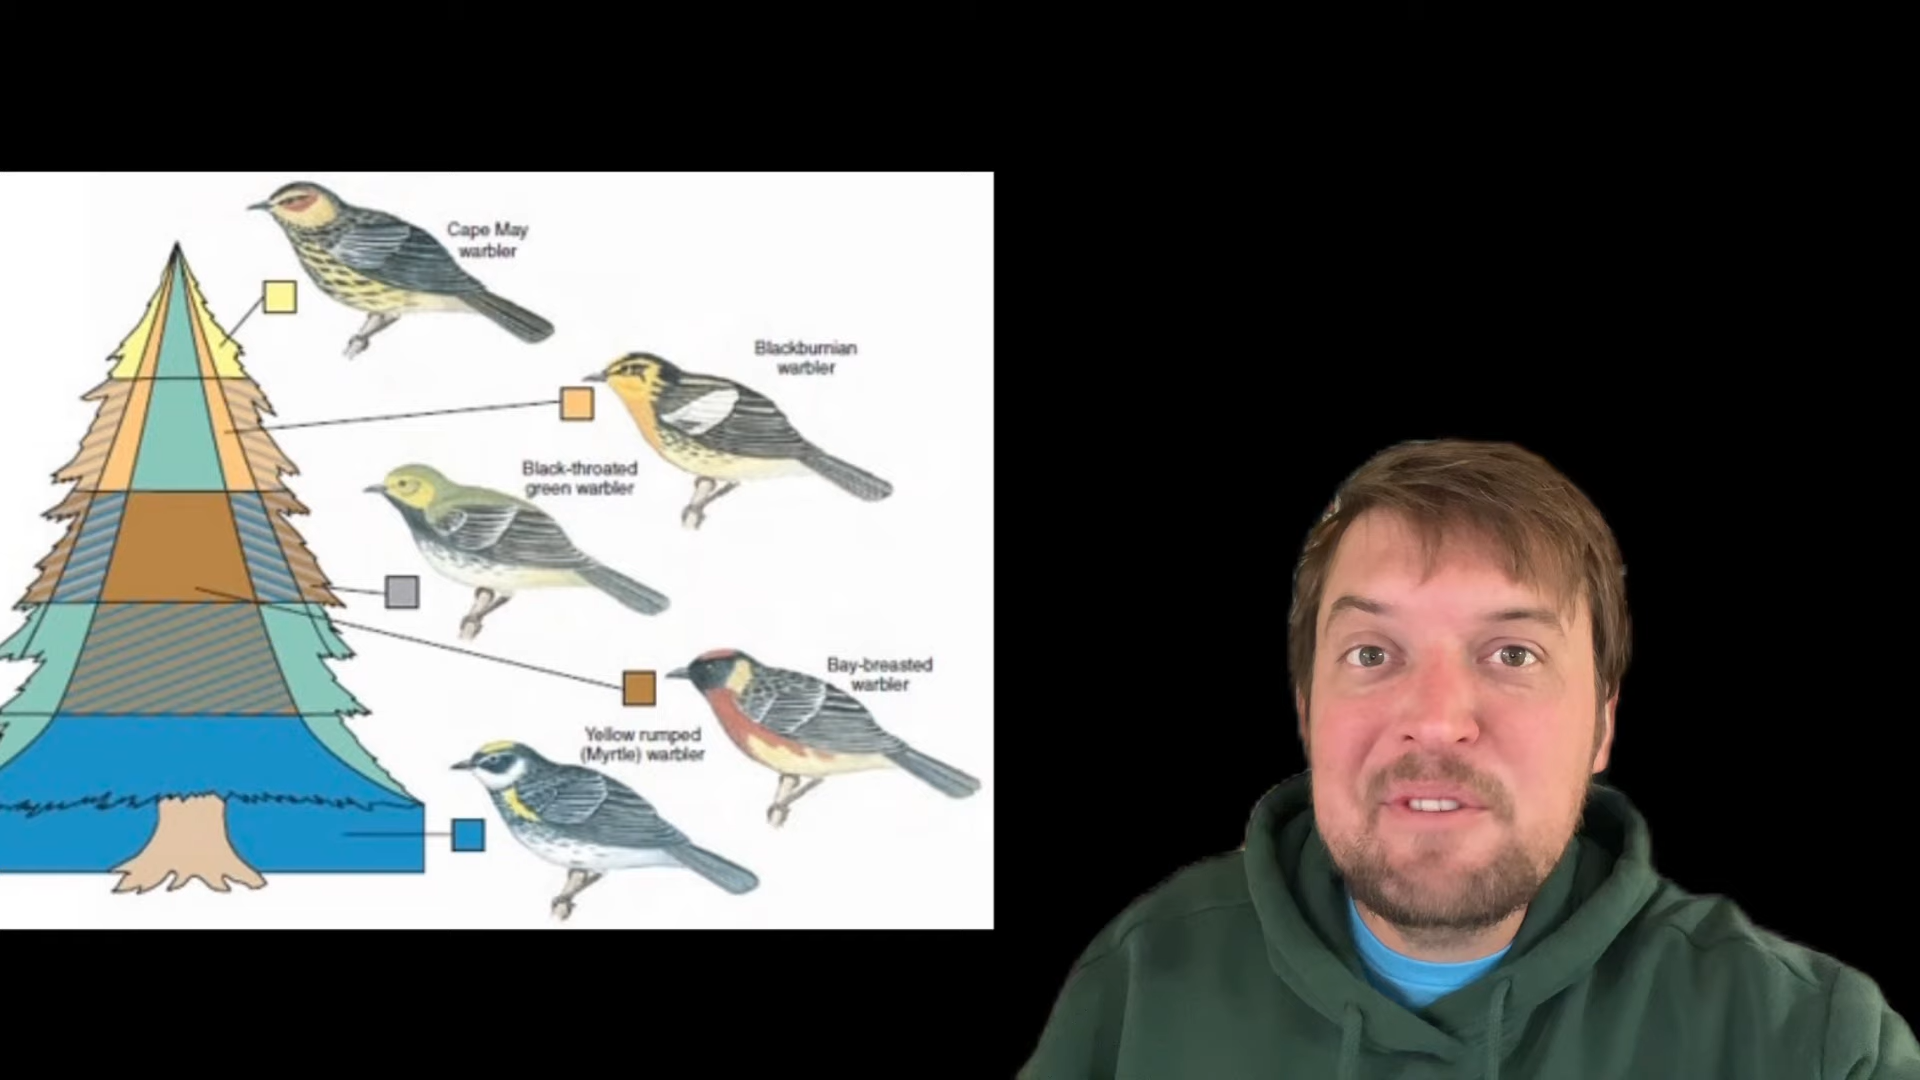 Cape May
warbler
Blackburnian
warbler
Black-throated
green warbler
Bay-breasted
warbler
Yellow rumped
(Myrtle) warbler